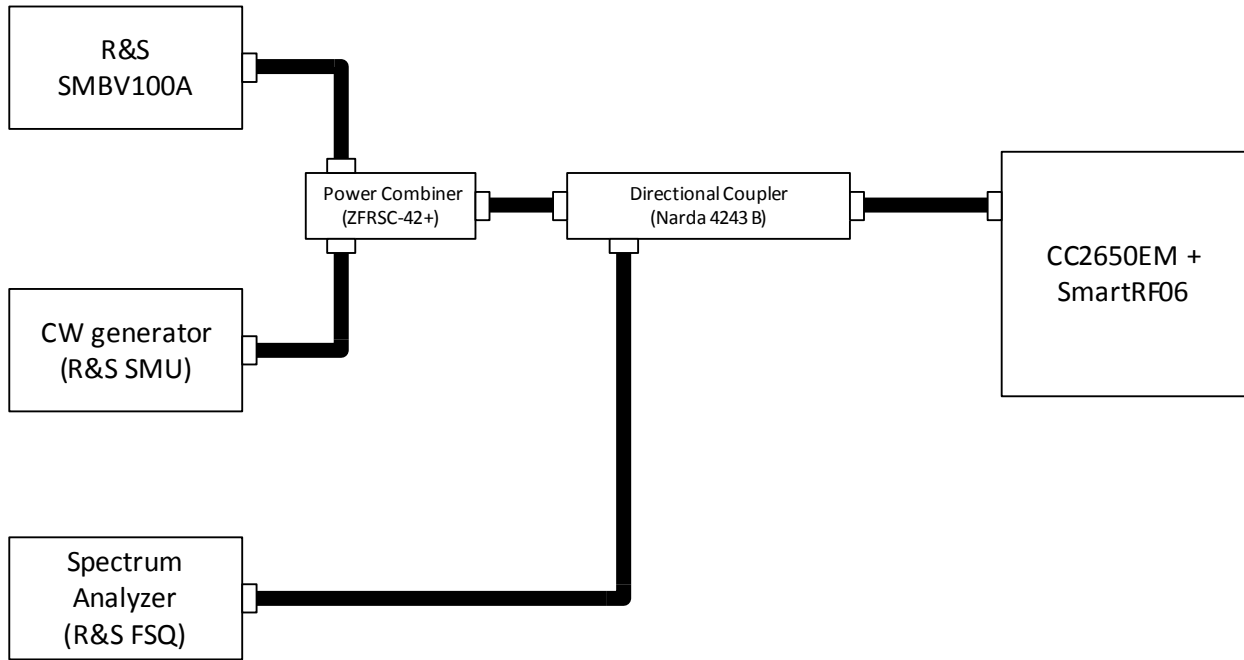 R&S
SMBV100A
Power Combiner
(ZFRSC-42+)
Directional Coupler
(Narda 4243 B)
CC2650EM +
SmartRF06
CW generator
(R&S SMU)
Spectrum
Analyzer
(R&S FSQ)